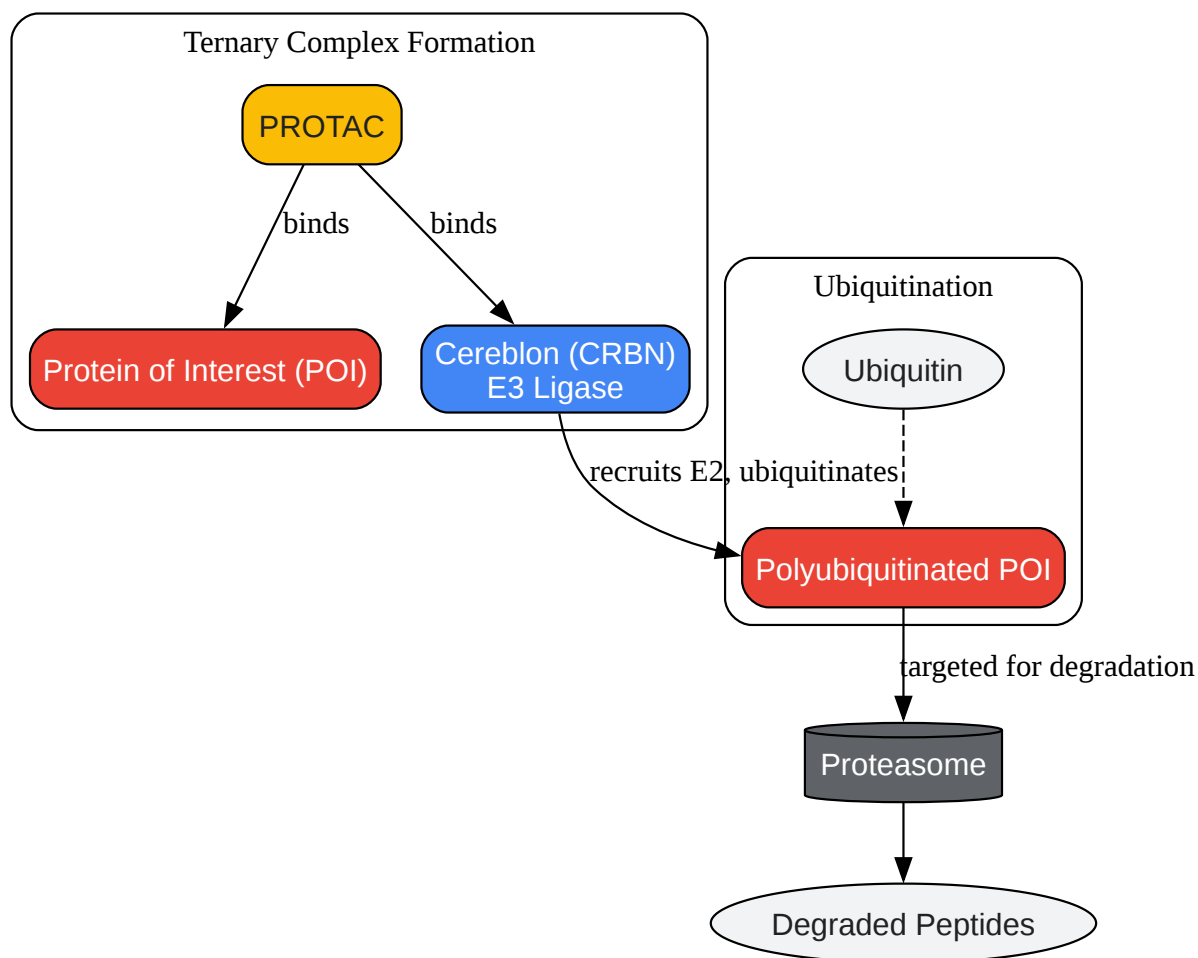 Ternary Complex Formation
PROTAC
binds
binds
Protein of Interest (POI)
Cereblon (CRBN)
E3 Ligase
Ubiquitination
Ubiquitin
recruits E2, ubiquitinates
Polyubiquitinated POI
targeted for degradation
Proteasome
Degraded Peptides